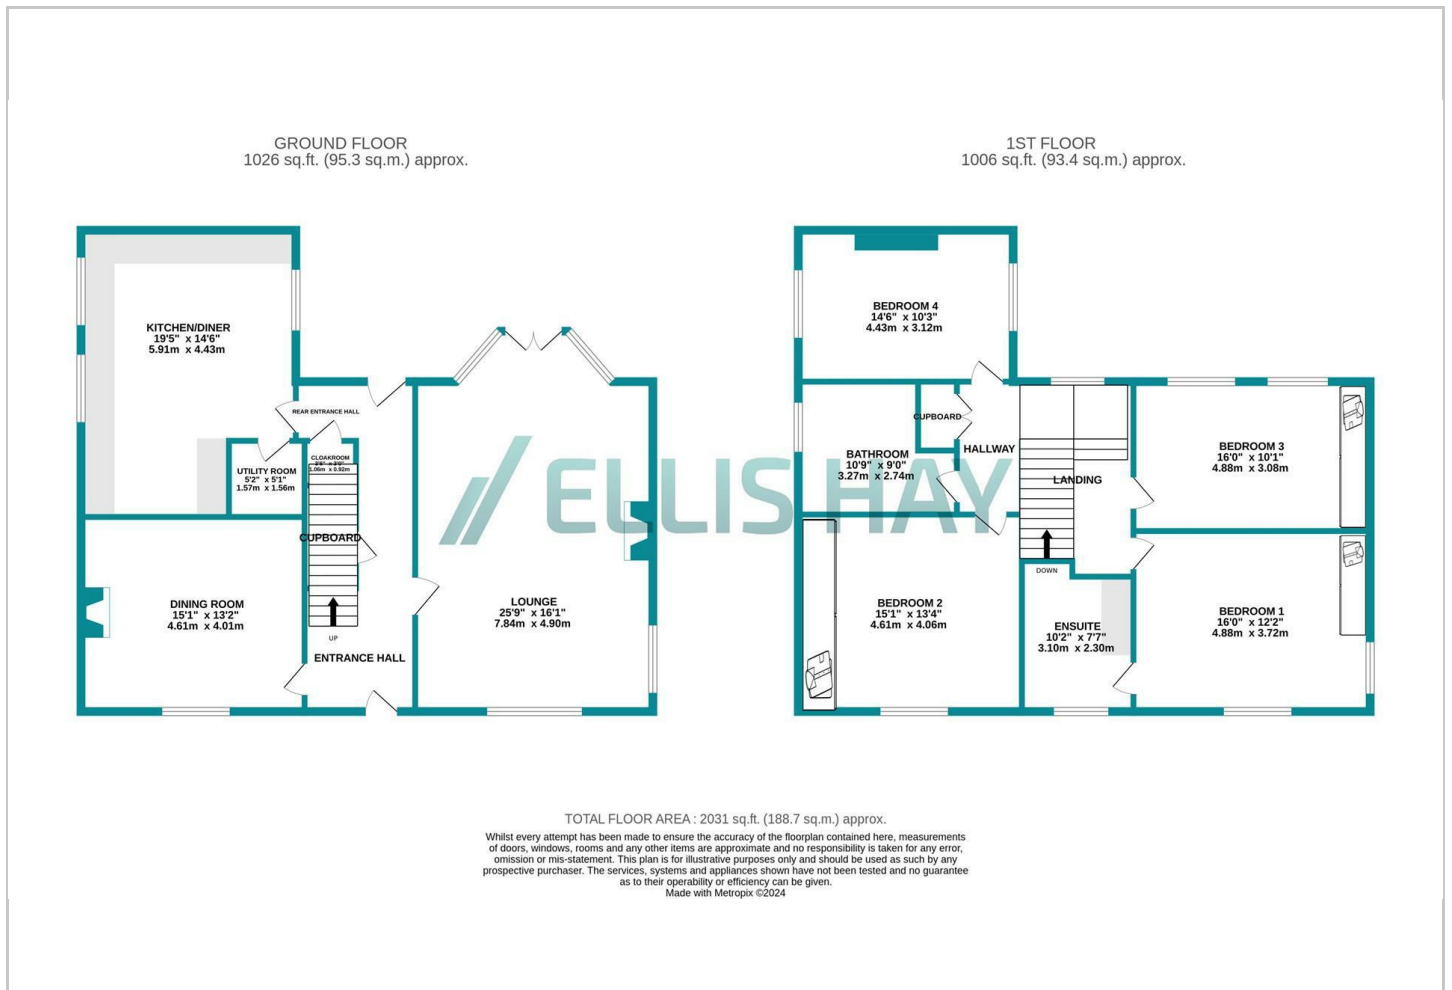 GROUND FLOOR
1026 sq.ft. (95.3 sq.m.) approx.
1ST FLOOR
1006 sq.ft. (93.4 sq.m.) approx.
KITCHEN/DINER
19'5" x 14'6"
5.91m x 4.43m
REAR ENTRANCE HALL
CLOAKROOM
3'6" x 3'0"
1.06m x 0.92m
UTILITY ROOM
5'2" x 5'1"
1.57m x 1.56m
CUPBOARD
DINING ROOM
15'1" x 13'2"
4.61m x 4.01m
UP
ENTRANCE HALL
LOUNGE
25'9" x 16'1"
7.84m x 4.90m
ELLIS HAY
BEDROOM 4
14'6" x 10'3"
4.43m x 3.12m
CUPBOARD
BATHROOM
10'9" x 9'0"
3.27m x 2.74m
HALLWAY
LANDING
BEDROOM 3
16'0" x 10'1"
4.88m x 3.08m
DOWN
BEDROOM 2
15'1" x 13'4"
4.61m x 4.06m
ENSUITE
10'2" x 7'7"
3.10m x 2.30m
BEDROOM 1
16'0" x 12'2"
4.88m x 3.72m
TOTAL FLOOR AREA : 2031 sq.ft. (188.7 sq.m.) approx.
Whilst every attempt has been made to ensure the accuracy of the floorplan contained here, measurements
of doors, windows, rooms and any other items are approximate and no responsibility is taken for any error,
omission or mis-statement. This plan is for illustrative purposes only and should be used as such by any
prospective purchaser. The services, systems and appliances shown have not been tested and no guarantee
as to their operability or efficiency can be given.
Made with Metropix ©2024